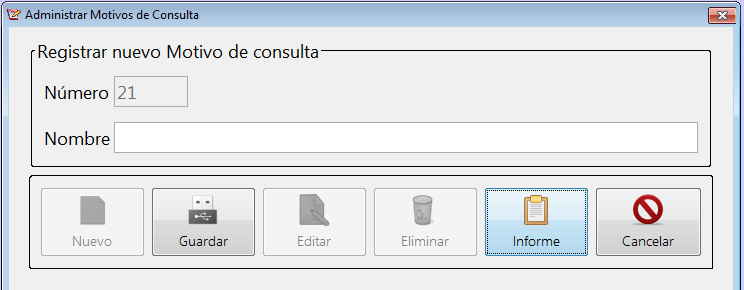 Administrar Motivos de Consulta
Registrar nuevo Motivo de consulta
Número 21
Nombre
Nuevo Guardar Editar Eliminar Informe Cancelar